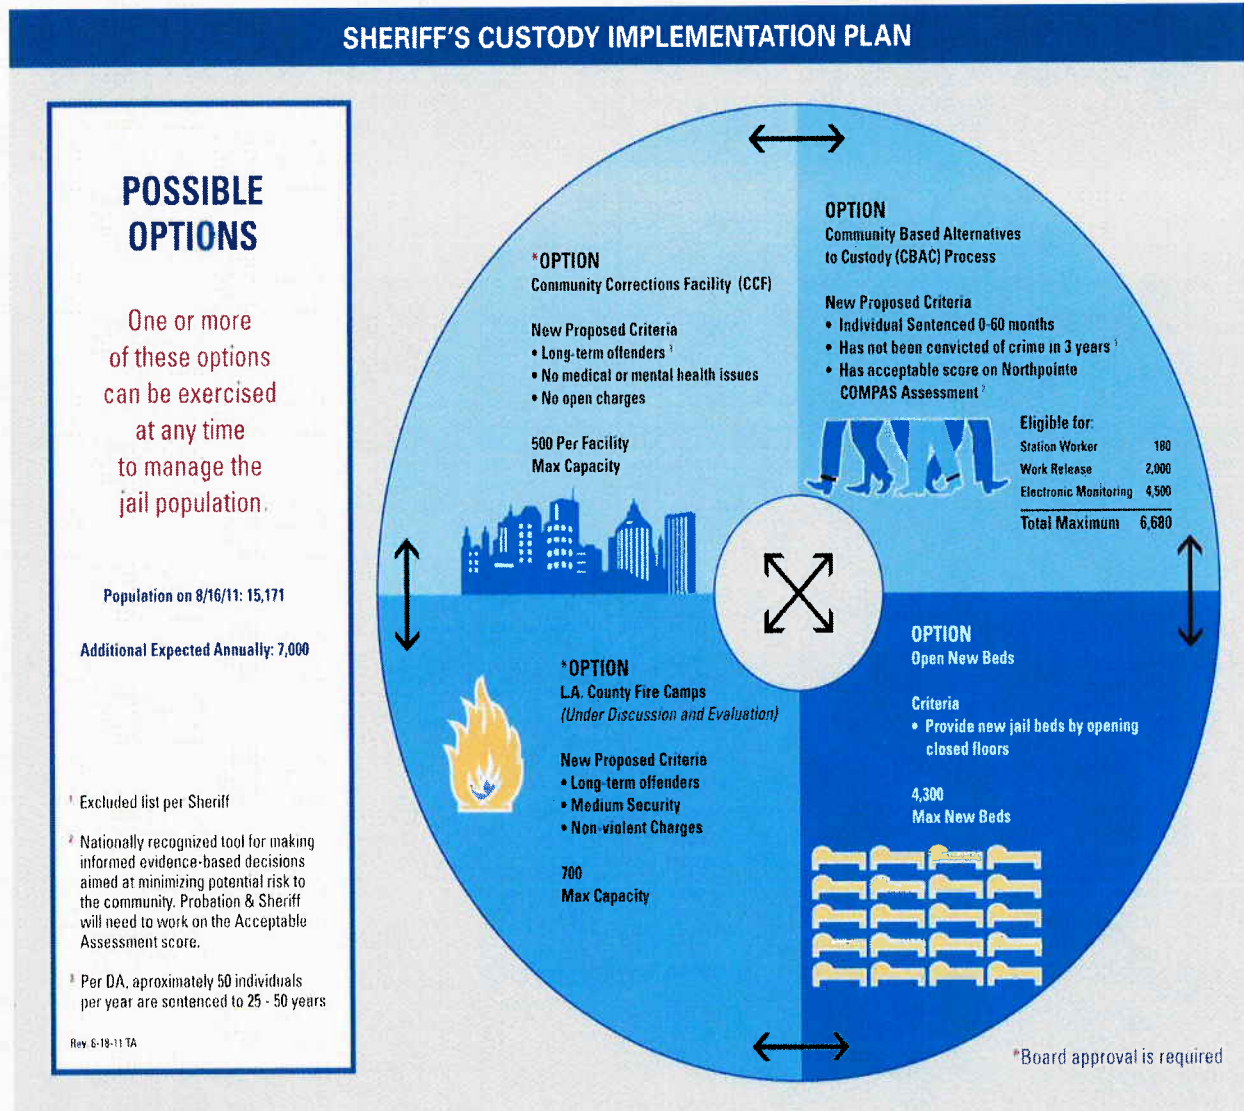 SHERIFF'S CUSTODY IMPLEMENTATION PLAN
POSSIBLE
OPTIONS
One or more
of these options
can be exercised
at any time
to manage the
jail population.
Population on 8/16/11: 15,171
Additional Expected Annually: 7,000
1 Excluded list per Sheriff
2 Nationally recognized tool for making
informed evidence-based decisions
aimed at minimizing potential risk to
the community. Probation & Sheriff
will need to work on the Acceptable
Assessment score.
3 Per DA, aproximately 50 individuals
per year are sentenced to 25 - 50 years
Rev. 8-18-11 TA
*OPTION
Community Corrections Facility (CCF)
New Proposed Criteria
• Long-term offenders 3
• No medical or mental health issues
• No open charges
500 Per Facility
Max Capacity
OPTION
Community Based Alternatives
to Custody (CBAC) Process
New Proposed Criteria
• Individual Sentenced 0-60 months
• Has not been convicted of crime in 3 years 1
• Has acceptable score on Northpointe
COMPAS Assessment 2
Eligible for:
Station Worker 180
Work Release 2,000
Electronic Monitoring 4,500
Total Maximum 6,680
*OPTION
L.A. County Fire Camps
(Under Discussion and Evaluation)
New Proposed Criteria
• Long-term offenders
• Medium Security
• Non-violent Charges
700
Max Capacity
OPTION
Open New Beds
Criteria
• Provide new jail beds by opening
closed floors
4,300
Max New Beds
*Board approval is required